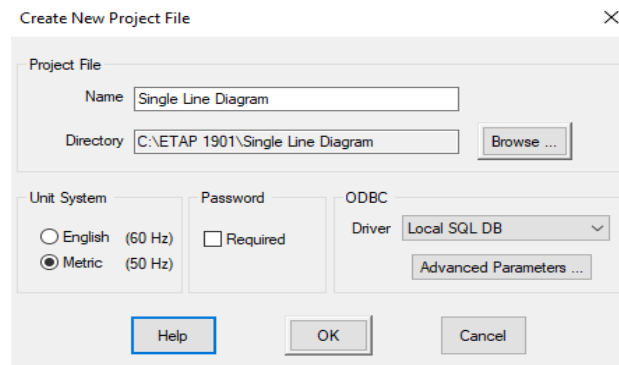 Create New Project File
Project File
Name Single Line Diagram
Directory C:\ETAP 1901\Single Line Diagram Browse ...
Unit System Password ODBC
English (60 Hz) Required Driver Local SQL DB
Metric (50 Hz) Advanced Parameters ...
Help OK Cancel